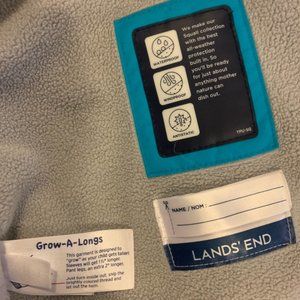 We make our
Squall collection
with the best
all-weather
protection
built in. So
you'll be ready
for just about
anything mother
nature can
dish out.
WATERPROOF
WINDPROOF
ANTISTATIC
TPU-50
NAME / NOM :
LANDS' END
Grow-A-Longs
This garment is designed to
"grow" as your child gets taller:
Sleeves will get 1½" longer.
Pant legs, an extra 2" longer.
Just turn inside out, snip the
brightly colored thread and
let out the hem.